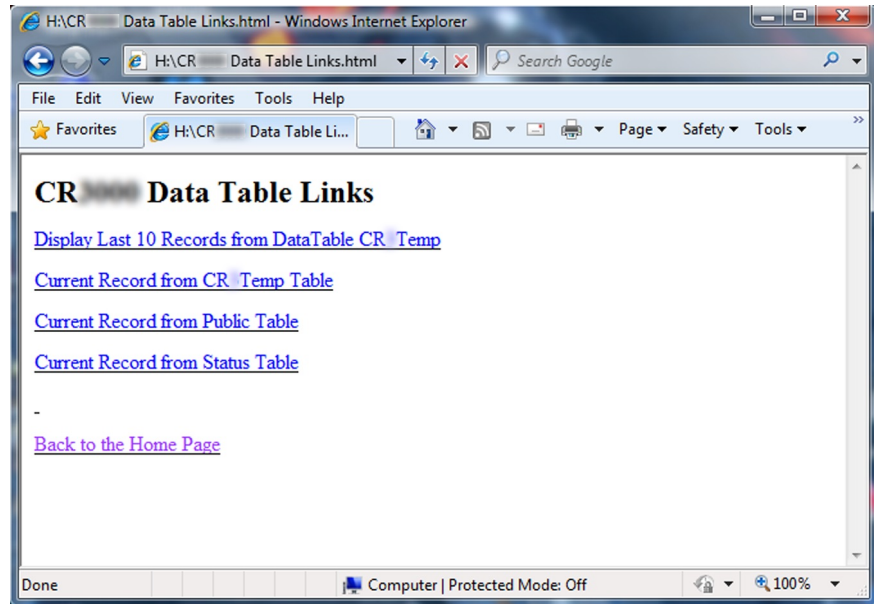 H:\CR Data Table Links.html - Windows Internet Explorer
H:\CR Data Table Links.html
Search Google
File Edit View Favorites Tools Help
Favorites H:\CR Data Table Li... Page Safety Tools
CR Data Table Links
Display Last 10 Records from DataTable CR Temp
Current Record from CR Temp Table
Current Record from Public Table
Current Record from Status Table
-
Back to the Home Page
Done Computer | Protected Mode: Off 100%